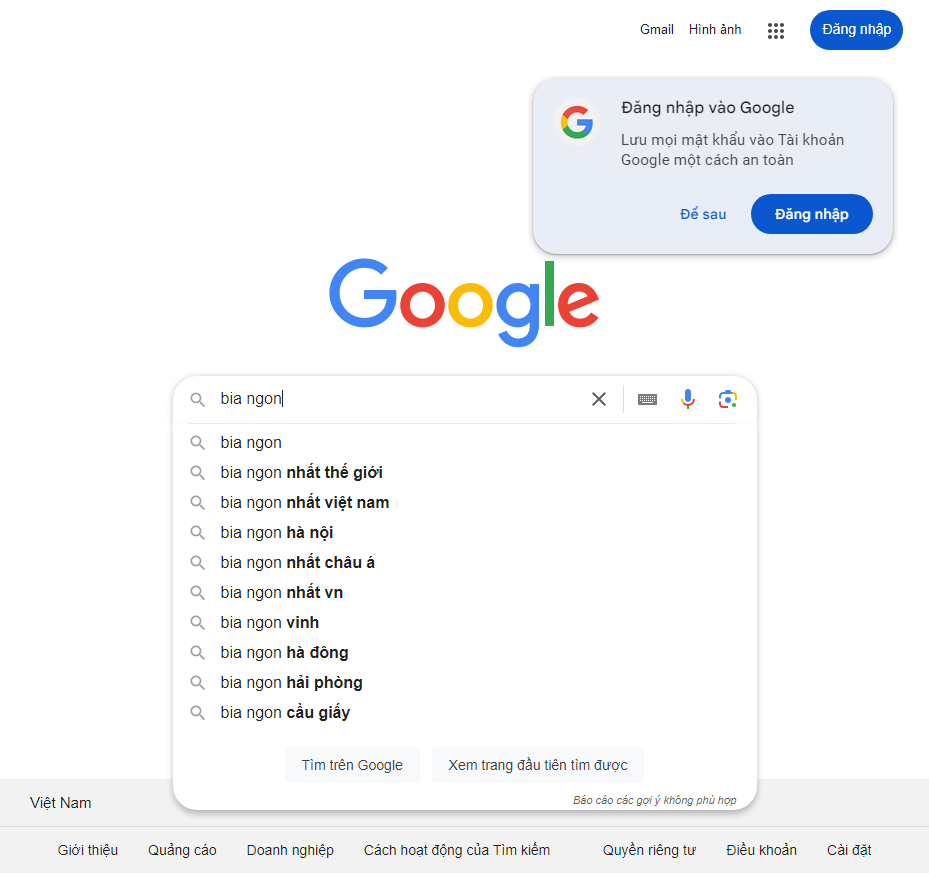 Gmail Hình ảnh Đăng nhập
Đăng nhập vào Google
Lưu mọi mật khẩu vào Tài khoản
Google một cách an toàn
Để sau Đăng nhập
Google
bia ngon
bia ngon
bia ngon nhất thế giới
bia ngon nhất việt nam
bia ngon hà nội
bia ngon nhất châu á
bia ngon nhất vn
bia ngon vinh
bia ngon hà đông
bia ngon hải phòng
bia ngon cầu giấy
Tìm trên Google Xem trang đầu tiên tìm được
Báo cáo các gợi ý không phù hợp
Việt Nam
Giới thiệu Quảng cáo Doanh nghiệp Cách hoạt động của Tìm kiếm Quyền riêng tư Điều khoản Cài đặt